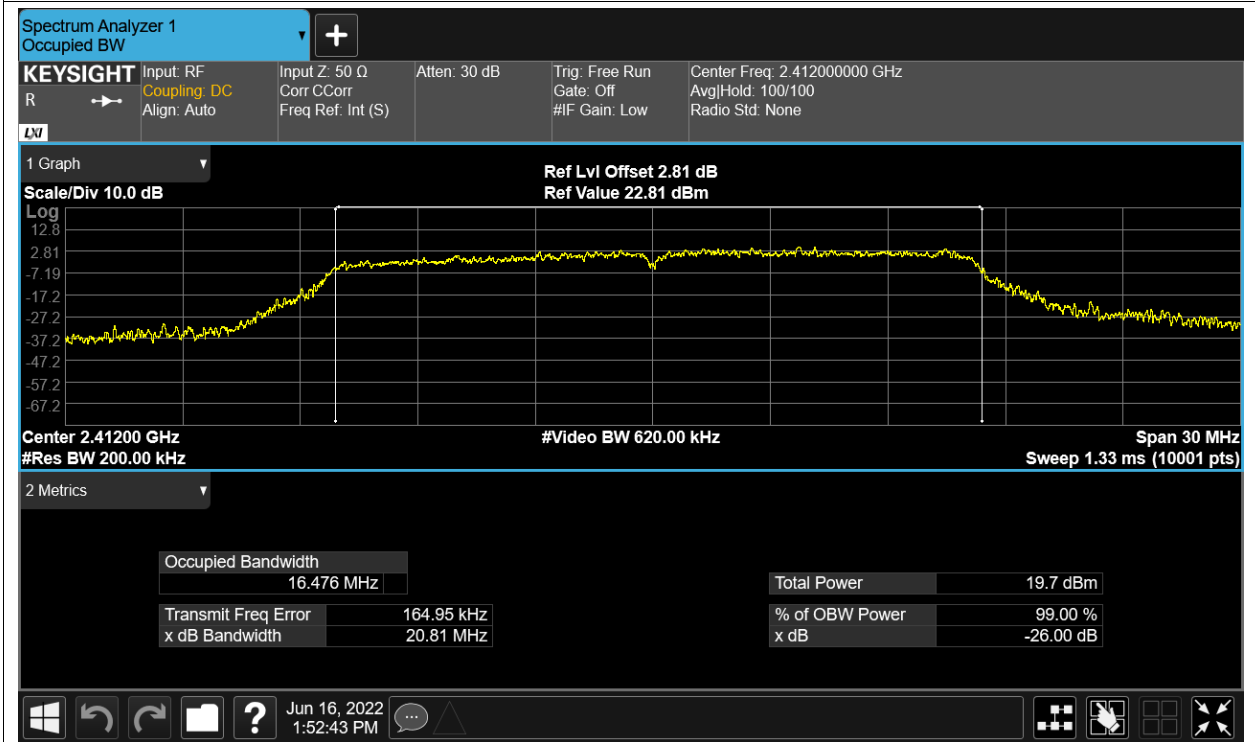 Spectrum Analyzer 1
Occupied BW
KEYSIGHT
R
LXI
Input: RF
Coupling: DC
Align: Auto
Input Z: 50 Ω
Corr CCorr
Freq Ref: Int (S)
Atten: 30 dB
Trig: Free Run
Gate: Off
#IF Gain: Low
Center Freq: 2.412000000 GHz
Avg|Hold: 100/100
Radio Std: None
1 Graph
Scale/Div 10.0 dB
Ref Lvl Offset 2.81 dB
Ref Value 22.81 dBm
Log
12.8
2.81
-7.19
-17.2
-27.2
-37.2
-47.2
-57.2
-67.2
Center 2.41200 GHz
#Res BW 200.00 kHz
#Video BW 620.00 kHz
Span 30 MHz
Sweep 1.33 ms (10001 pts)
2 Metrics
Occupied Bandwidth
16.476 MHz
Transmit Freq Error 164.95 kHz
x dB Bandwidth 20.81 MHz
Total Power 19.7 dBm
% of OBW Power 99.00 %
x dB -26.00 dB
?
Jun 16, 2022
1:52:43 PM